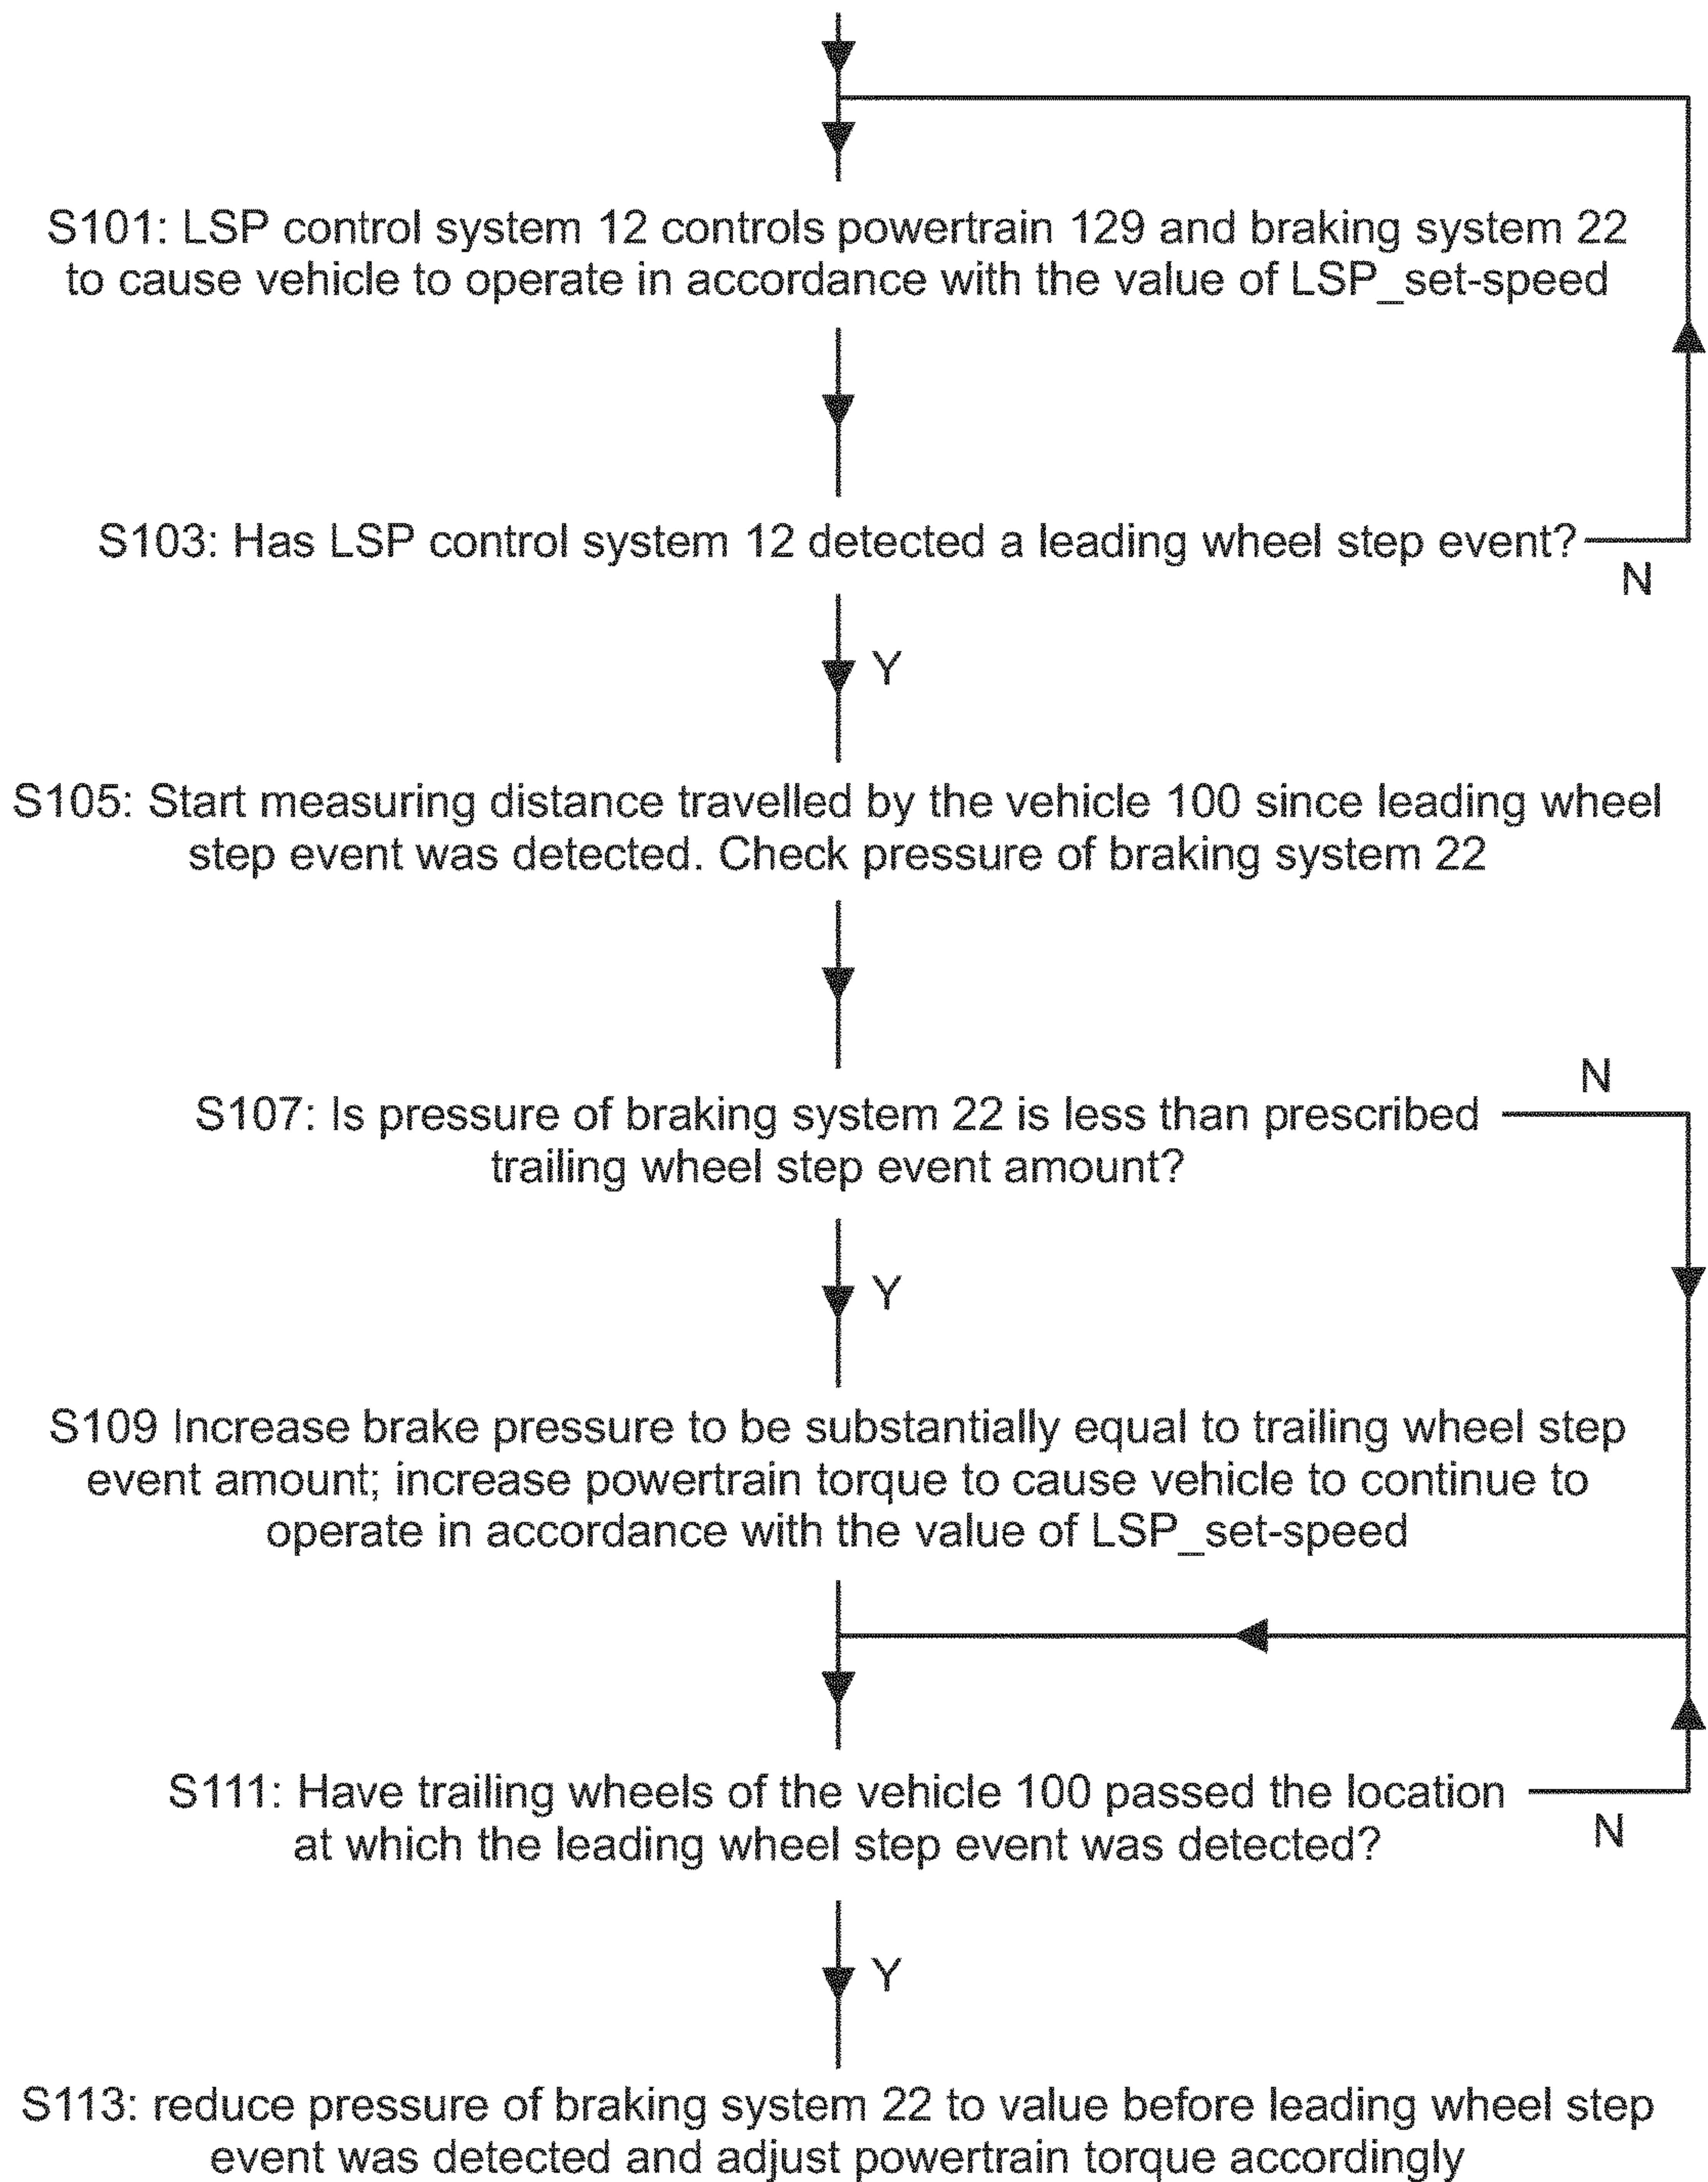 S101: LSP control system 12 controls powertrain 129 and braking system 22
to cause vehicle to operate in accordance with the value of LSP_set-speed
S103: Has LSP control system 12 detected a leading wheel step event?
N
Y
S105: Start measuring distance travelled by the vehicle 100 since leading wheel
step event was detected. Check pressure of braking system 22
N
S107: Is pressure of braking system 22 is less than prescribed
trailing wheel step event amount?
Y
S109 Increase brake pressure to be substantially equal to trailing wheel step
event amount; increase powertrain torque to cause vehicle to continue to
operate in accordance with the value of LSP_set-speed
S111: Have trailing wheels of the vehicle 100 passed the location
at which the leading wheel step event was detected?
N
Y
S113: reduce pressure of braking system 22 to value before leading wheel step
event was detected and adjust powertrain torque accordingly